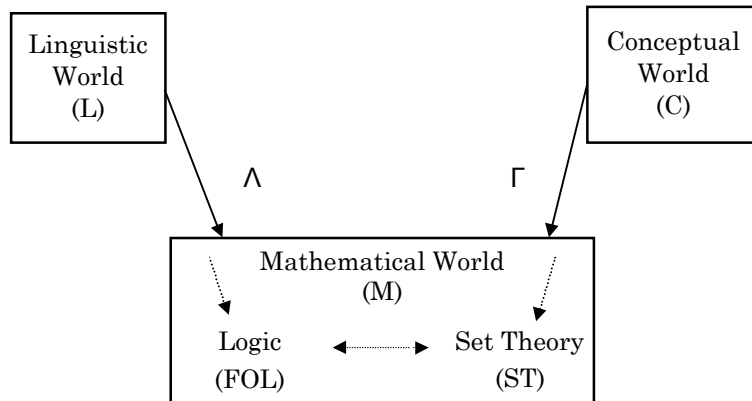 Linguistic
World
(L)
Conceptual
World
(C)
Λ
Γ
Mathematical World
(M)
Logic
(FOL)
Set Theory
(ST)